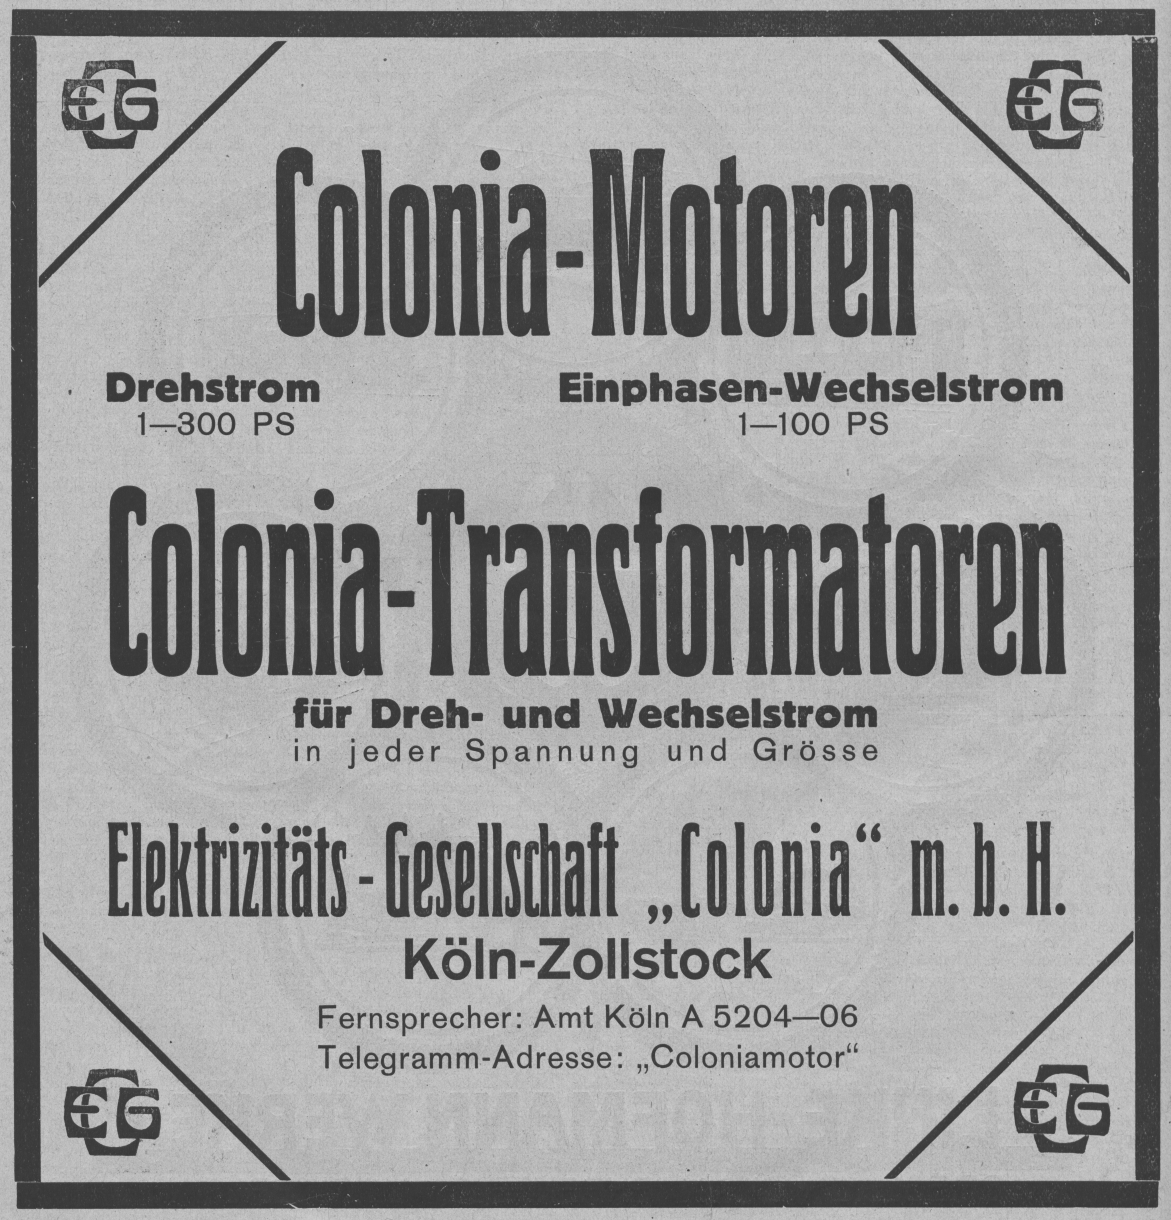 EG EG
Colonia-Motoren
Drehstrom Einphasen-Wechselstrom
1—300 PS 1—100 PS
Colonia-Transformatoren
für Dreh- und Wechselstrom
in jeder Spannung und Grösse
Elektrizitäts-Gesellschaft „Colonia“ m. b. H.
Köln-Zollstock
Fernsprecher: Amt Köln A 5204—06
Telegramm-Adresse: „Coloniamotor“
EG EG